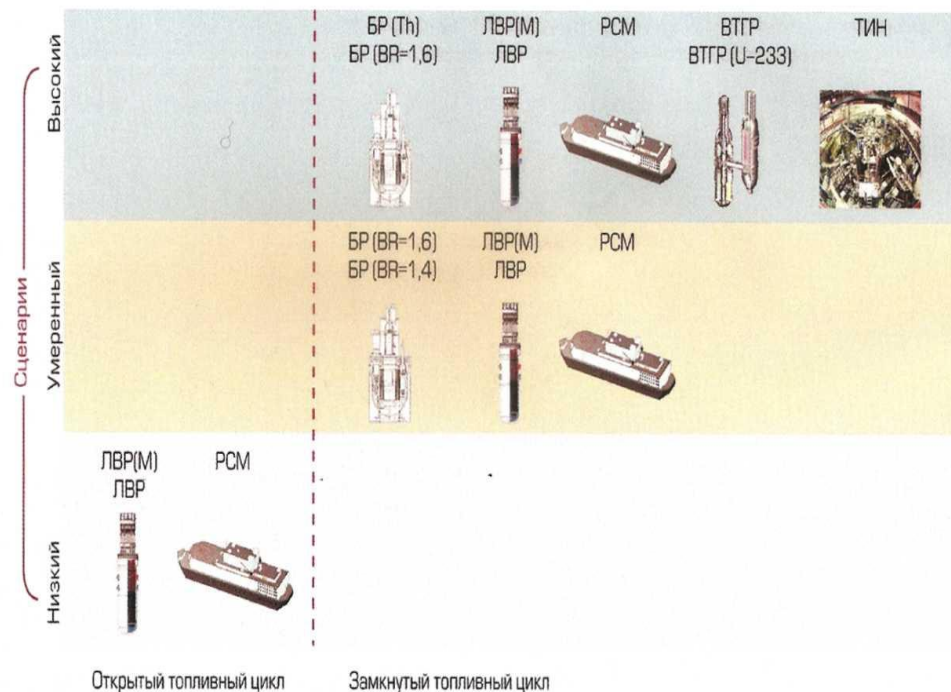 Сценарии
Высокий
БР (Th) ЛВР(М) РСМ ВТГР ТИН
БР (BR=1,6) ЛВР ВТГР (U-233)
Умеренный
БР (BR=1,6) ЛВР(М) РСМ
БР (BR=1,4) ЛВР
Низкий
ЛВР(М) РСМ
ЛВР
Открытый топливный цикл Замкнутый топливный цикл